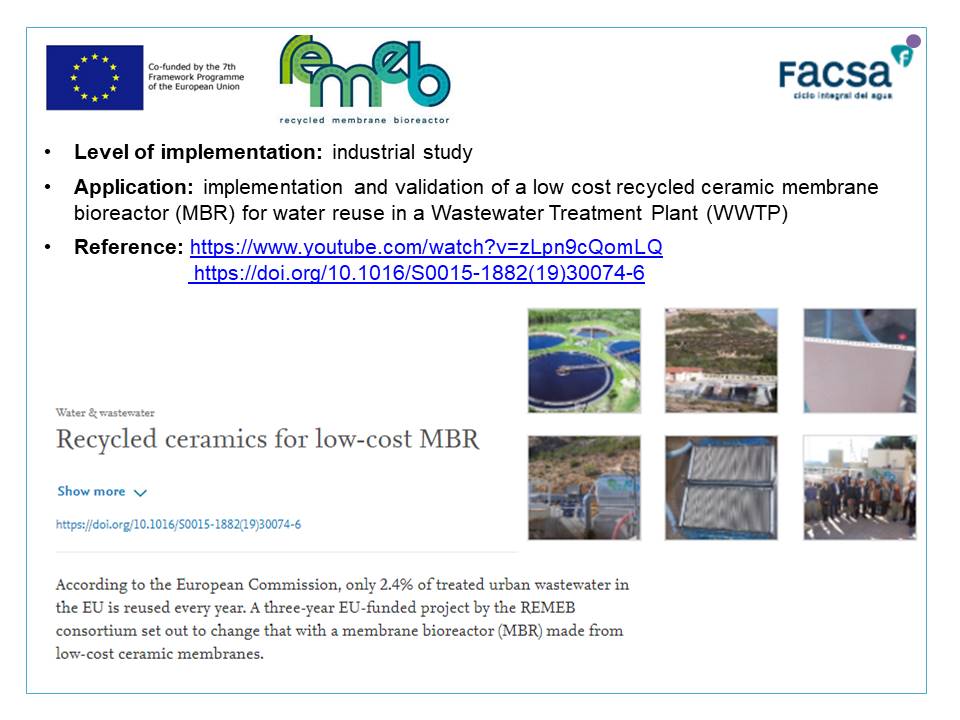 Co-funded by the 7th
Framework Programme
of the European Union
remeb
recycled membrane bioreactor
Facsa
f
ciclo integral del agua
• Level of implementation: industrial study
• Application: implementation and validation of a low cost recycled ceramic membrane
bioreactor (MBR) for water reuse in a Wastewater Treatment Plant (WWTP)
• Reference: https://www.youtube.com/watch?v=zLpn9cQomLQ
https://doi.org/10.1016/S0015-1882(19)30074-6
Water & wastewater
Recycled ceramics for low-cost MBR
Show more
https://doi.org/10.1016/S0015-1882(19)30074-6
According to the European Commission, only 2.4% of treated urban wastewater in
the EU is reused every year. A three-year EU-funded project by the REMEB
consortium set out to change that with a membrane bioreactor (MBR) made from
low-cost ceramic membranes.